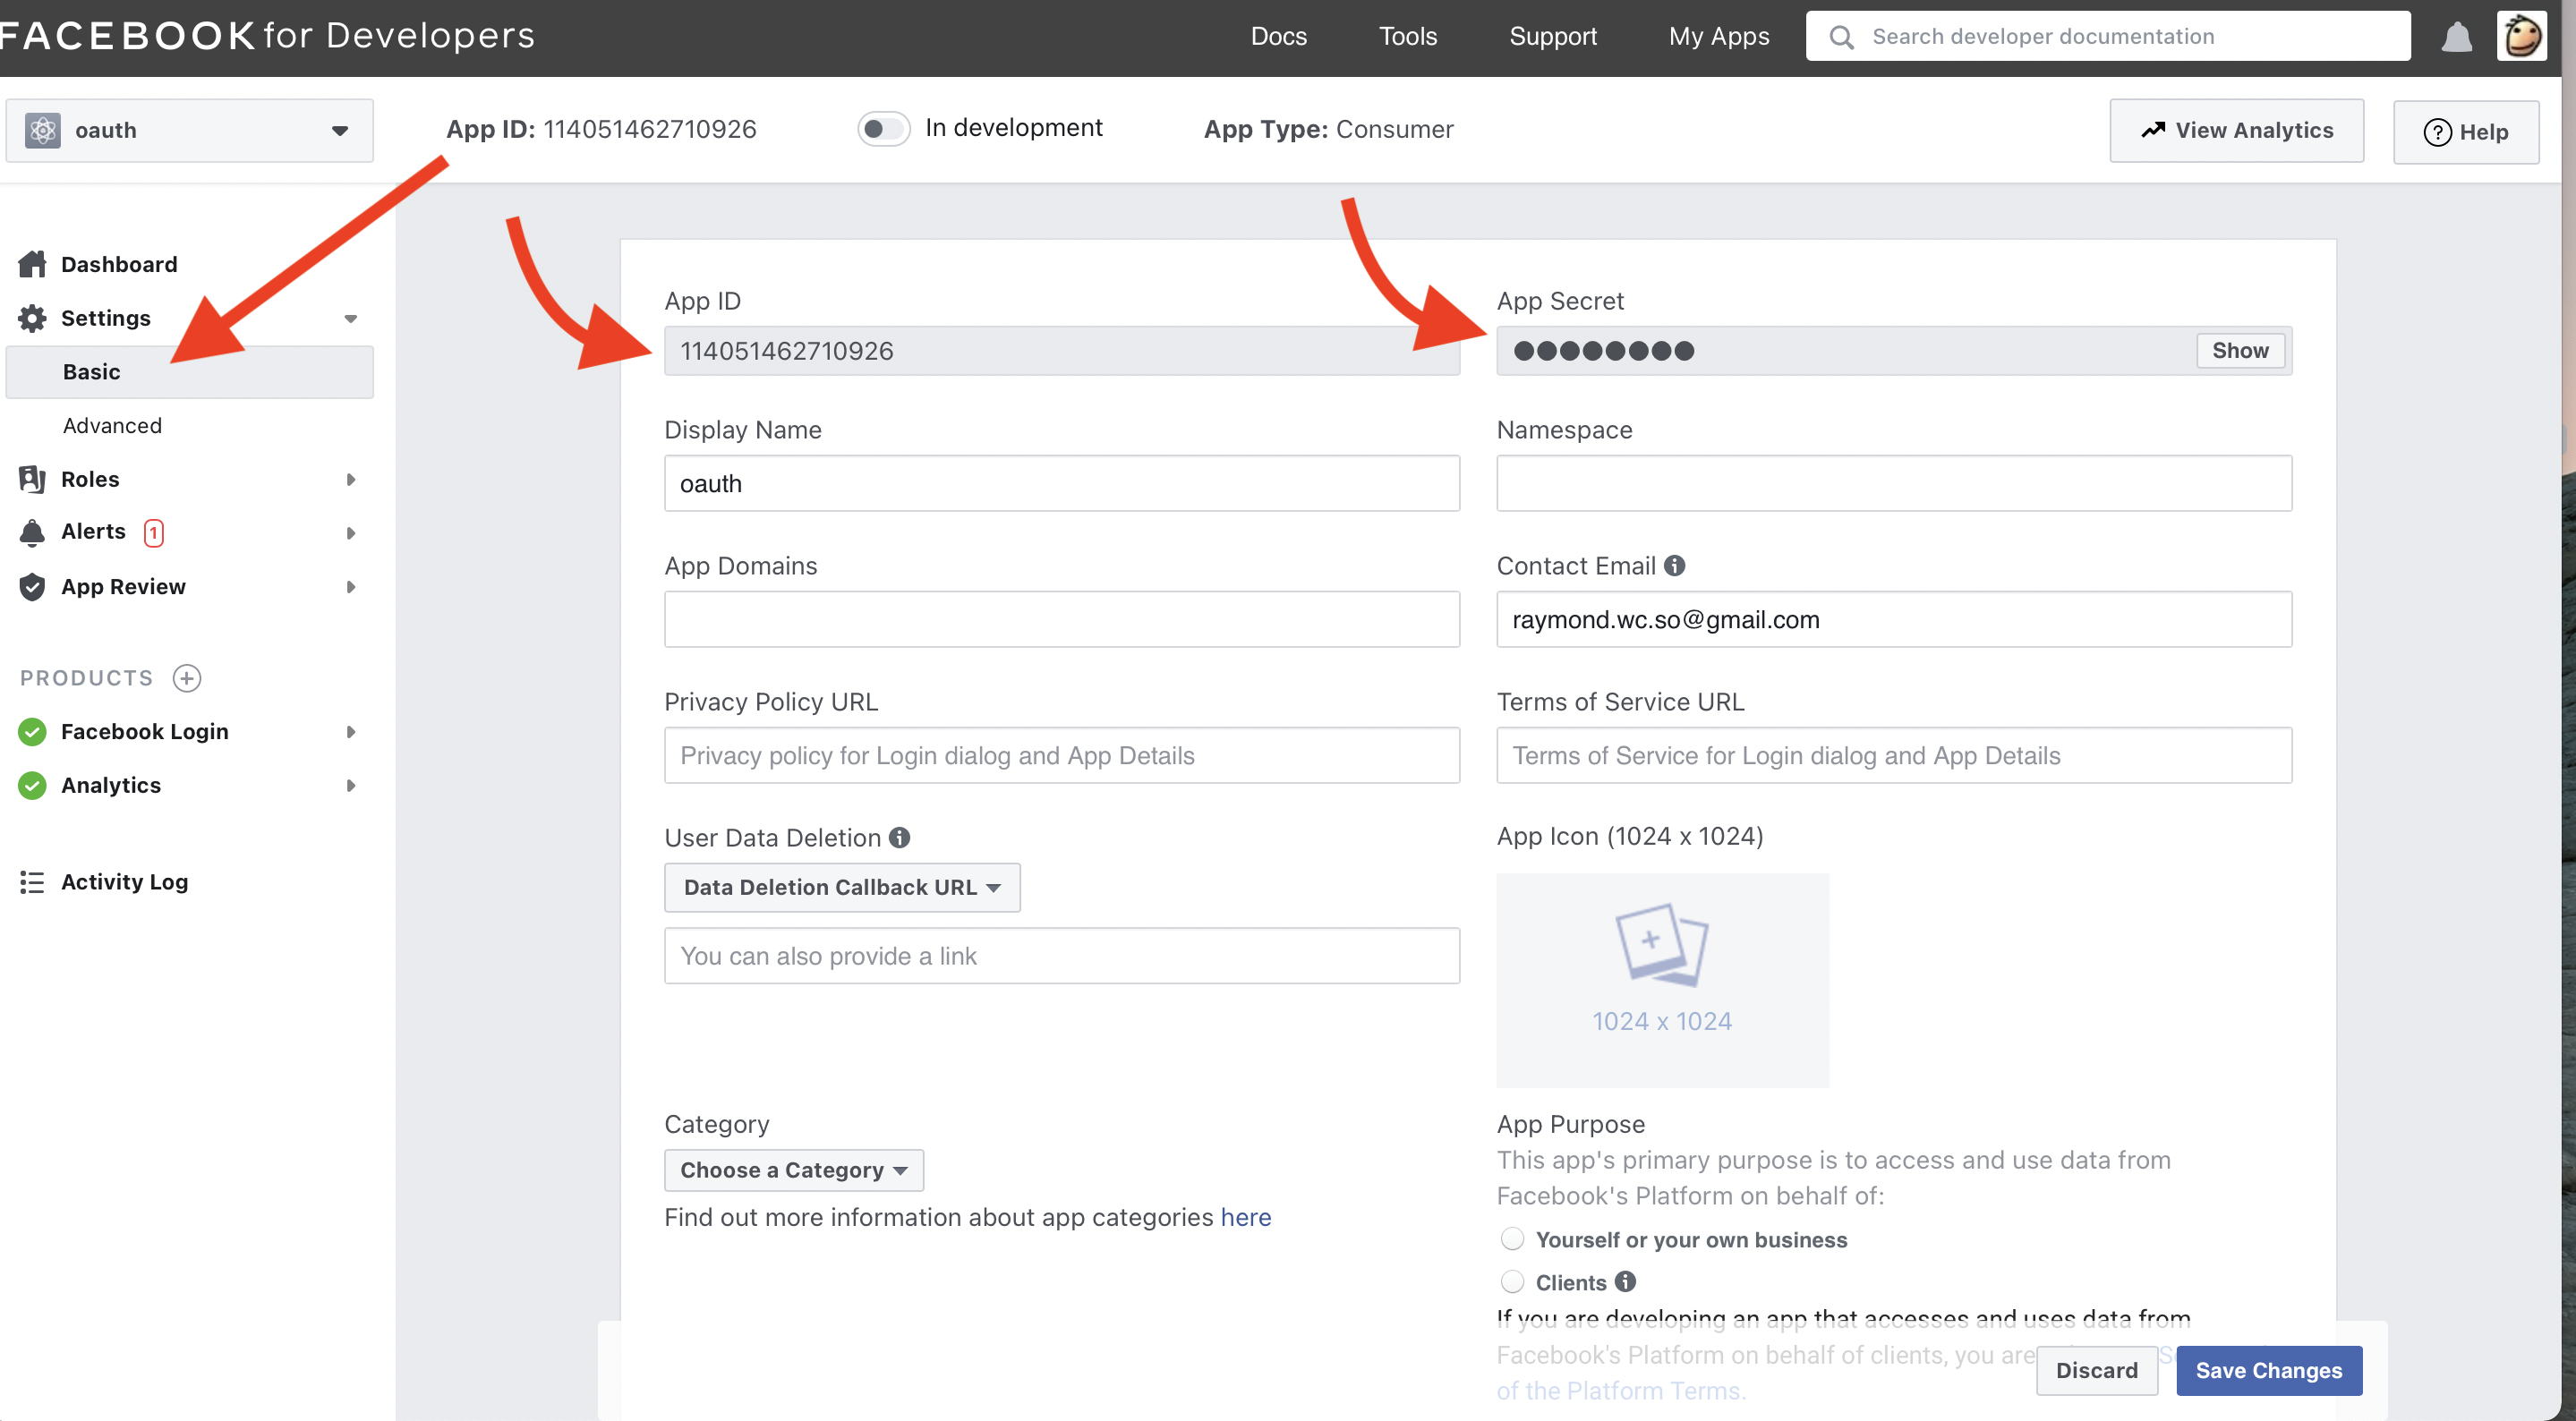 FACEBOOK for Developers
Docs
Tools
Support
My Apps
Search developer documentation
oauth
App ID: 114051462710926
In development
App Type: Consumer
View Analytics
Help
Dashboard
Settings
Basic
Advanced
Roles
Alerts 1
App Review
PRODUCTS
Facebook Login
Analytics
Activity Log
App ID
114051462710926
App Secret
●●●●●●●●
Show
Display Name
oauth
Namespace
App Domains
Contact Email
raymond.wc.so@gmail.com
Privacy Policy URL
Privacy policy for Login dialog and App Details
Terms of Service URL
Terms of Service for Login dialog and App Details
User Data Deletion
Data Deletion Callback URL
You can also provide a link
App Icon (1024 x 1024)
1024 x 1024
Category
Choose a Category
Find out more information about app categories here
App Purpose
This app's primary purpose is to access and use data from
Facebook's Platform on behalf of:
Yourself or your own business
Clients
If you are developing an app that accesses and uses data from
Facebook's Platform on behalf of clients, you are
of the Platform Terms.
Discard
Save Changes